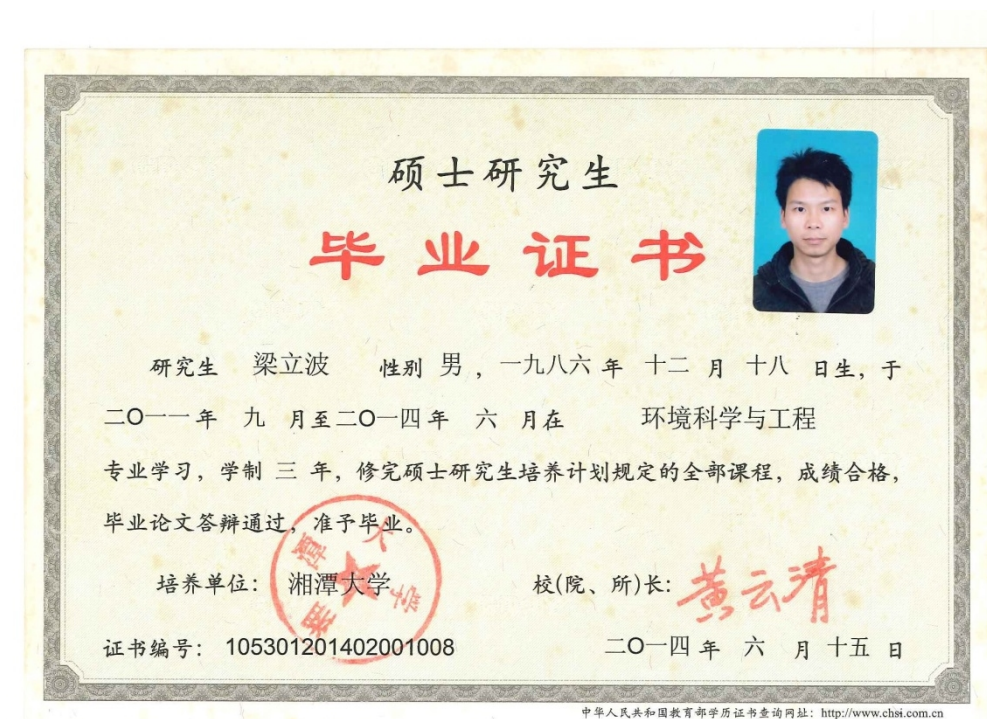 硕士研究生
毕业证书
研究生 梁立波 性别 男，一九八六 年 十二 月 十八 日生，于
二O一一 年 九 月至 二O一四 年 六 月在 环境科学与工程
专业学习，学制 三 年，修完硕士研究生培养计划规定的全部课程，成绩合格，
毕业论文答辩通过，准予毕业。
湘潭大学
培养单位：湘潭大学 校(院、所)长：黄云清
证书编号：105301201402001008 二O一四 年 六 月 十五 日
中华人民共和国教育部学历证书查询网址：http://www.chsi.com.cn